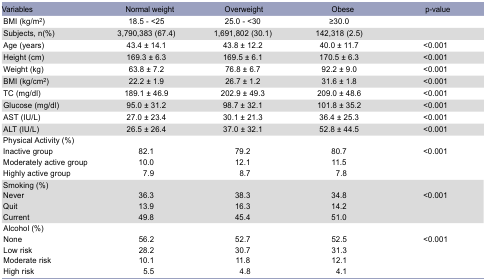 Variables Normal weight Overweight Obese p-value
BMI (kg/m²) 18.5 - <25 25.0 - <30 ≥30.0
Subjects, n(%) 3,790,383 (67.4) 1,691,802 (30.1) 142,318 (2.5)
Age (years) 43.4 ± 14.1 43.8 ± 12.2 40.0 ± 11.7 <0.001
Height (cm) 169.3 ± 6.3 169.5 ± 6.1 170.5 ± 6.3 <0.001
Weight (kg) 63.8 ± 7.2 76.8 ± 6.7 92.2 ± 9.0 <0.001
BMI (kg/cm²) 22.2 ± 1.9 26.7 ± 1.2 31.6 ± 1.8 <0.001
TC (mg/dl) 189.1 ± 46.9 202.9 ± 49.3 209.0 ± 48.6 <0.001
Glucose (mg/dl) 95.0 ± 31.2 98.7 ± 32.1 101.8 ± 35.2 <0.001
AST (IU/L) 27.0 ± 23.4 30.1 ± 21.3 36.4 ± 25.3 <0.001
ALT (IU/L) 26.5 ± 26.4 37.0 ± 32.1 52.8 ± 44.5 <0.001
Physical Activity (%)
Inactive group 82.1 79.2 80.7 <0.001
Moderately active group 10.0 12.1 11.5
Highly active group 7.9 8.7 7.8
Smoking (%)
Never 36.3 38.3 34.8 <0.001
Quit 13.9 16.3 14.2
Current 49.8 45.4 51.0
Alcohol (%)
None 56.2 52.7 52.5 <0.001
Low risk 28.2 30.7 31.3
Moderate risk 10.1 11.8 12.1
High risk 5.5 4.8 4.1